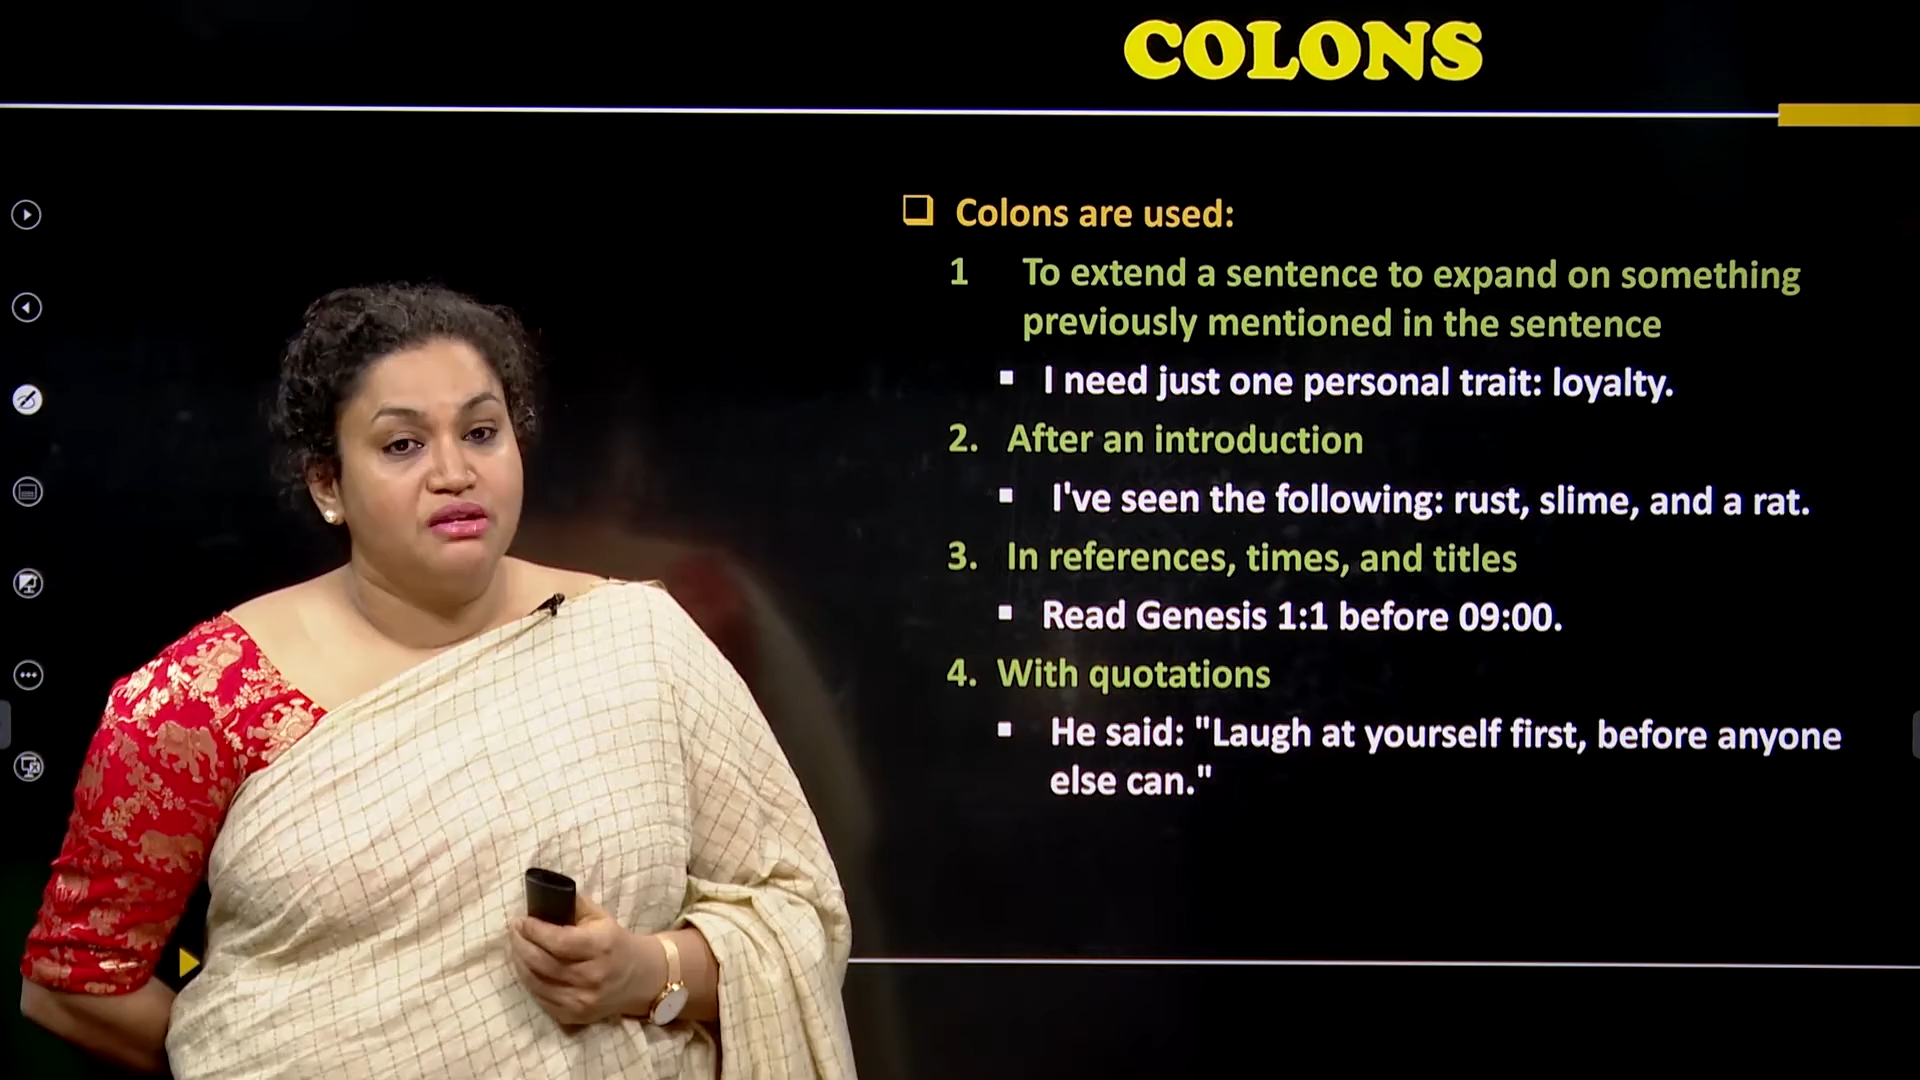 COLONS
Colons are used:
1 To extend a sentence to expand on something
previously mentioned in the sentence
▪ I need just one personal trait: loyalty.
2. After an introduction
▪ I've seen the following: rust, slime, and a rat.
3. In references, times, and titles
▪ Read Genesis 1:1 before 09:00.
4. With quotations
▪ He said: "Laugh at yourself first, before anyone
else can."